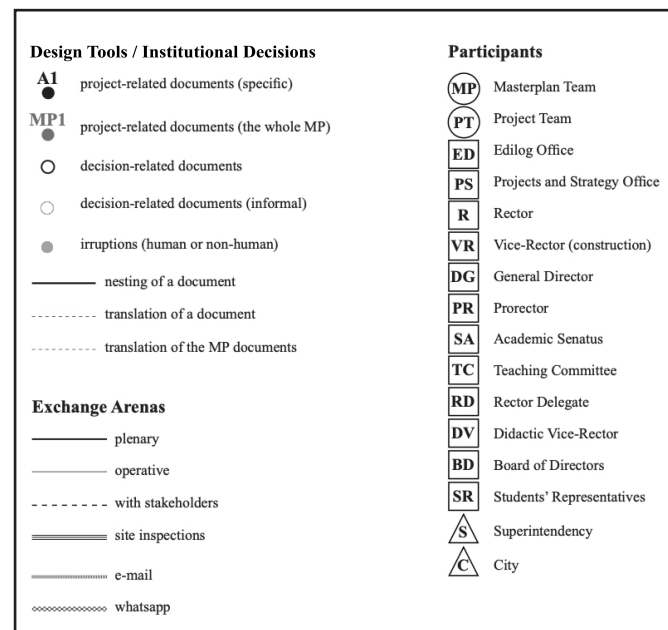 Design Tools / Institutional Decisions
A1
project-related documents (specific)
MP1
project-related documents (the whole MP)
decision-related documents
decision-related documents (informal)
irruptions (human or non-human)
nesting of a document
translation of a document
translation of the MP documents
Exchange Arenas
plenary
operative
with stakeholders
site inspections
e-mail
whatsapp
Participants
MP Masterplan Team
PT Project Team
ED Edilog Office
PS Projects and Strategy Office
R Rector
VR Vice-Rector (construction)
DG General Director
PR Prorector
SA Academic Senatus
TC Teaching Committee
RD Rector Delegate
DV Didactic Vice-Rector
BD Board of Directors
SR Students' Representatives
S Superintendency
C City